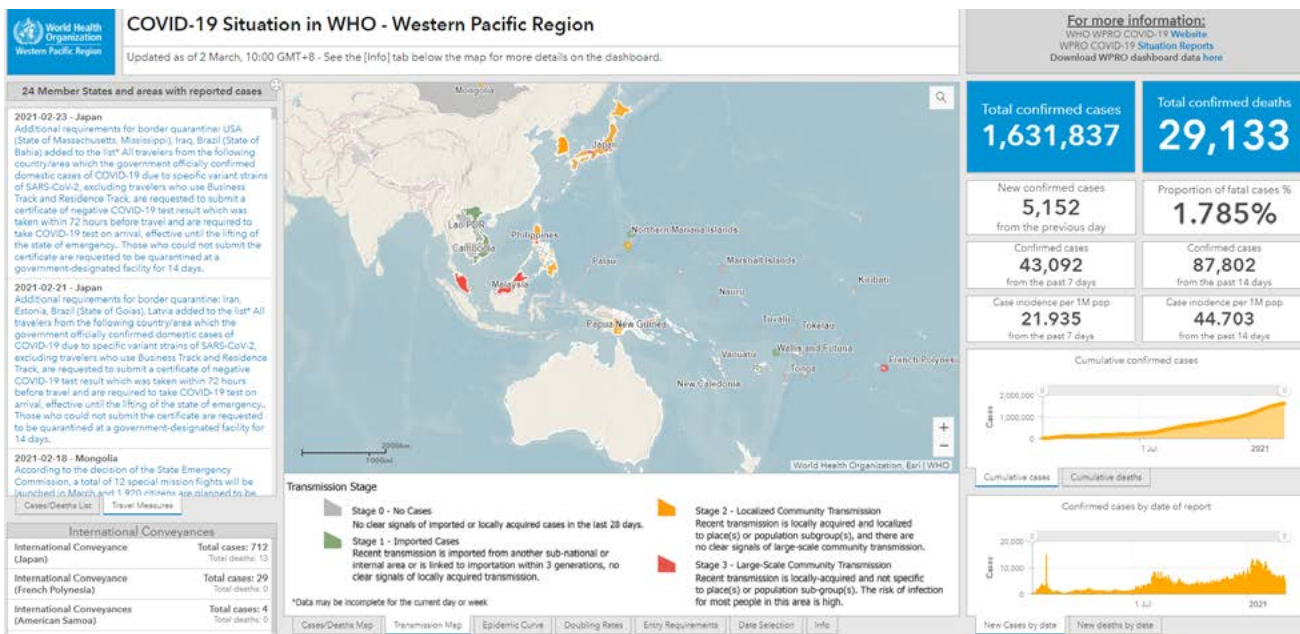 World Health
Organization
Western Pacific Region
COVID-19 Situation in WHO - Western Pacific Region
Updated as of 2 March, 10:00 GMT+8 - See the [Info] tab below the map for more details on the dashboard.
For more information:
WHO WPRO COVID-19 Website
WPRO COVID-19 Situation Reports
Download WPRO dashboard data here
24 Member States and areas with reported cases
2021-02-23 - Japan
Additional requirements for border quarantine: USA
(State of Massachusetts, Mississippi), Iraq, Brazil (State of
Bahia) added to the list* All travelers from the following
country/area which the government officially confirmed
domestic cases of COVID-19 due to specific variant strains
of SARS-CoV-2, excluding travelers who use Business
Track and Residence Track, are requested to submit a
certificate of negative COVID-19 test result which was
taken within 72 hours before travel and are required to
take COVID-19 test on arrival, effective until the lifting of
the state of emergency.. Those who could not submit the
certificate are requested to be quarantined at a
government-designated facility for 14 days.
2021-02-21 - Japan
Additional requirements for border quarantine: Iran,
Estonia, Brazil (State of Goias), Latvia added to the list* All
travelers from the following country/area which the
government officially confirmed domestic cases of
COVID-19 due to specific variant strains of SARS-CoV-2,
excluding travelers who use Business Track and Residence
Track, are requested to submit a certificate of negative
COVID-19 test result which was taken within 72 hours
before travel and are required to take COVID-19 test on
arrival, effective until the lifting of the state of emergency..
Those who could not submit the certificate are requested
to be quarantined at a government-designated facility for
14 days.
2021-02-18 - Mongolia
According to the decision of the State Emergency
Commission, a total of 12 special mission flights will be
launched in March and 1,920 citizens are planned to be
Cases/Deaths List
Travel Measures
International Conveyances
International Conveyance
(Japan)
Total cases: 712
Total deaths: 13
International Conveyance
(French Polynesia)
Total cases: 29
Total deaths: 0
International Conveyances
(American Samoa)
Total cases: 4
Total deaths: 0
Mongolia
Japan
Lao PDR
Philippines
Cambodia
Northern Mariana Islands
Palau
Marshall Islands
Malaysia
Kiribati
Nauru
Papua New Guinea
Tuvalu
Tokelau
Vanuatu
Wallis and Futuna
French Polynes
Tonga
New Caledonia
2000km
1000mi
+
−
World Health Organization, Esri | WHO
Transmission Stage
Stage 0 - No Cases
No clear signals of imported or locally acquired cases in the last 28 days.
Stage 1 - Imported Cases
Recent transmission is imported from another sub-national or
internal area or is linked to importation within 3 generations, no
clear signals of locally acquired transmission.
*Data may be incomplete for the current day or week
Stage 2 - Localized Community Transmission
Recent transmission is locally acquired and localized
to place(s) or population subgroup(s), and there are
no clear signals of large-scale community transmission.
Stage 3 - Large-Scale Community Transmission
Recent transmission is locally-acquired and not specific
to place(s) or population sub-group(s). The risk of infection
for most people in this area is high.
Cases/Deaths Map
Transmission Map
Epidemic Curve
Doubling Rates
Entry Requirements
Date Selection
Info
Total confirmed cases
1,631,837
Total confirmed deaths
29,133
New confirmed cases
5,152
from the previous day
Proportion of fatal cases %
1.785%
Confirmed cases
43,092
from the past 7 days
Confirmed cases
87,802
from the past 14 days
Case incidence per 1M pop
21.935
from the past 7 days
Case incidence per 1M pop
44.703
from the past 14 days
Cumulative confirmed cases
Cases
2,000,000
1,000,000
0
1 Jul
2021
Cumulative cases
Cumulative deaths
Confirmed cases by date of report
Cases
20,000
10,000
0
1 Jul
2021
New Cases by date
New deaths by date